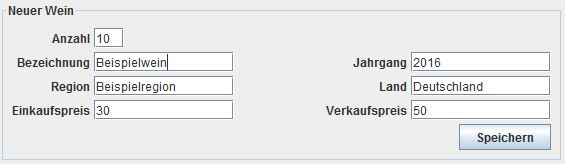 Neuer Wein
Anzahl 10
Bezeichnung Beispielwein Jahrgang 2016
Region Beispielregion Land Deutschland
Einkaufspreis 30 Verkaufspreis 50
Speichern